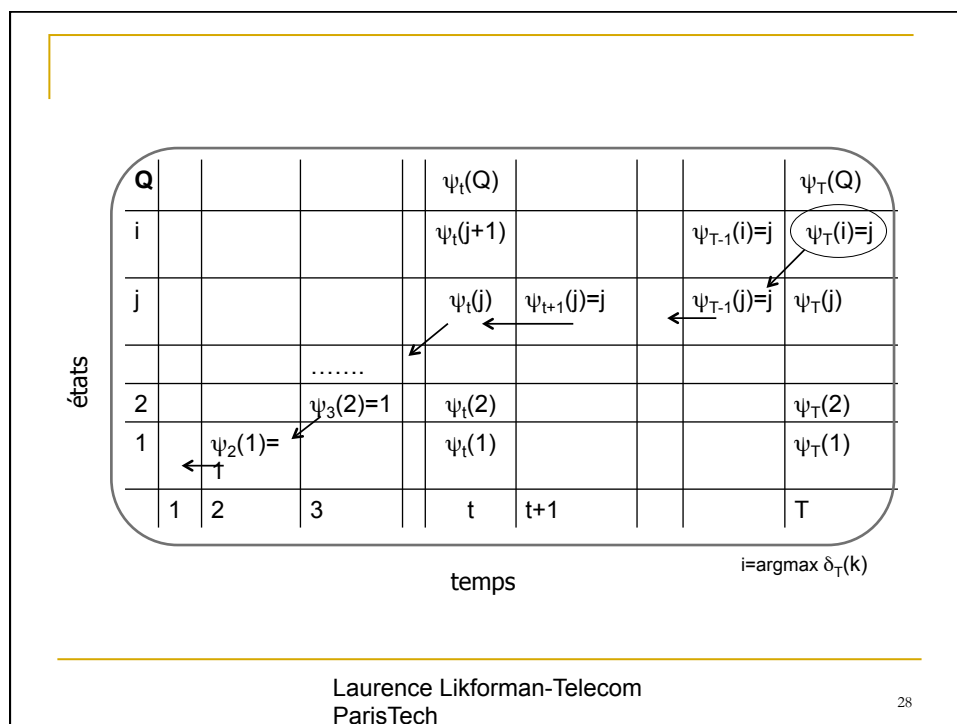 Q ψt(Q) ψT(Q)
i ψt(j+1) ψT-1(i)=j ψT(i)=j
j ψt(j) ψt+1(j)=j ψT-1(j)=j ψT(j)
.......
2 ψ3(2)=1 ψt(2) ψT(2)
1 ψ2(1)= ψt(1) ψT(1)
1
1 2 3 t t+1 T
états
i=argmax δT(k)
temps
Laurence Likforman-Telecom
ParisTech
28